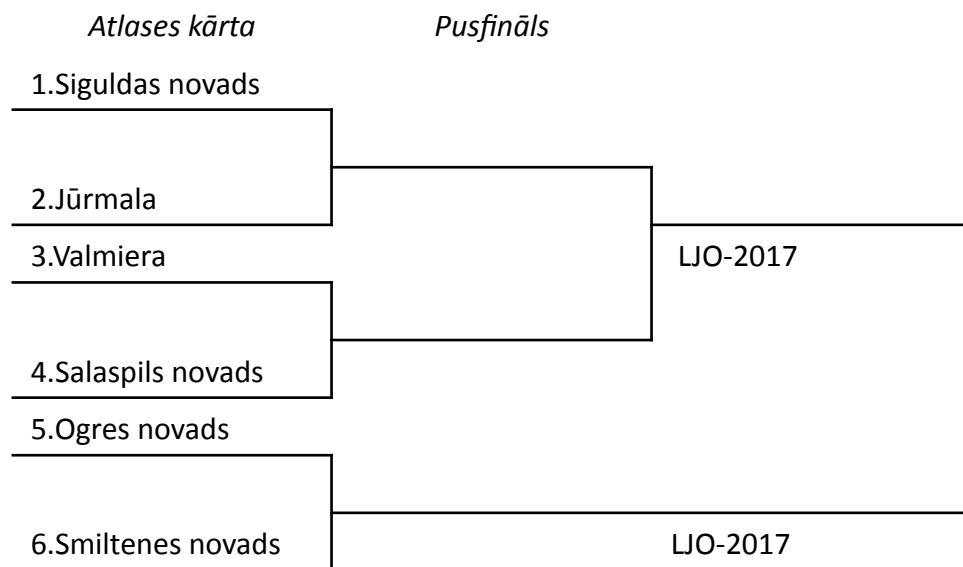 Atlases kārta Pusfināls
1.Siguldas novads
2.Jūrmala
3.Valmiera
LJO-2017
4.Salaspils novads
5.Ogres novads
6.Smiltenes novads
LJO-2017